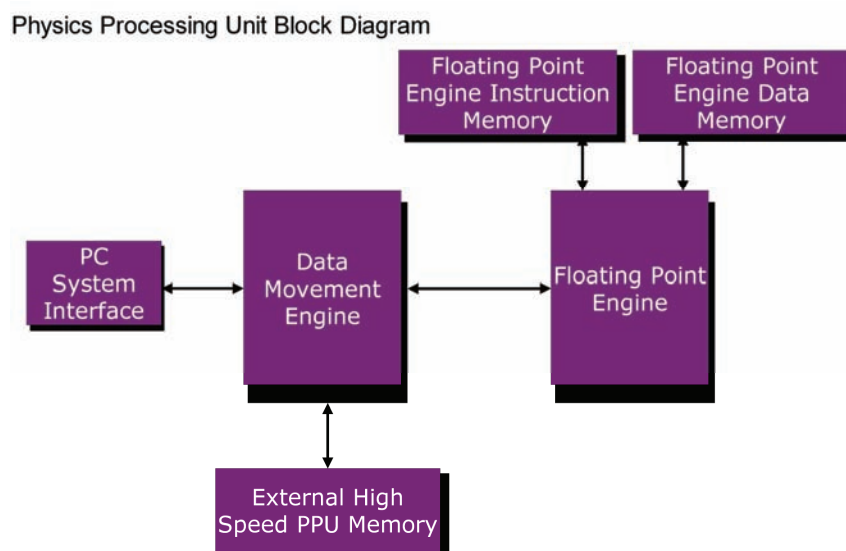 Physics Processing Unit Block Diagram
Floating Point
Engine Instruction
Memory
Floating Point
Engine Data
Memory
PC
System
Interface
Data
Movement
Engine
Floating Point
Engine
External High
Speed PPU Memory